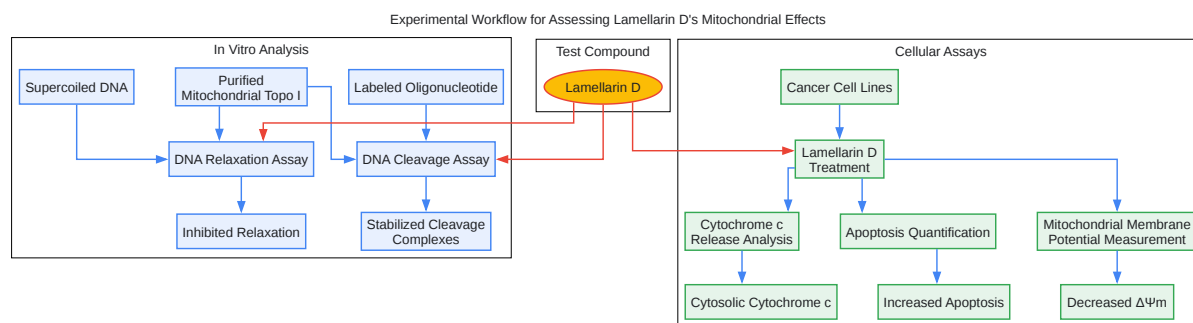 Experimental Workflow for Assessing Lamellarin D's Mitochondrial Effects
In Vitro Analysis
Supercoiled DNA
Purified
Mitochondrial Topo I
Labeled Oligonucleotide
DNA Relaxation Assay
DNA Cleavage Assay
Inhibited Relaxation
Stabilized Cleavage
Complexes
Test Compound
Lamellarin D
Cellular Assays
Cancer Cell Lines
Lamellarin D
Treatment
Cytochrome c
Release Analysis
Apoptosis Quantification
Mitochondrial Membrane
Potential Measurement
Cytosolic Cytochrome c
Increased Apoptosis
Decreased ΔΨm